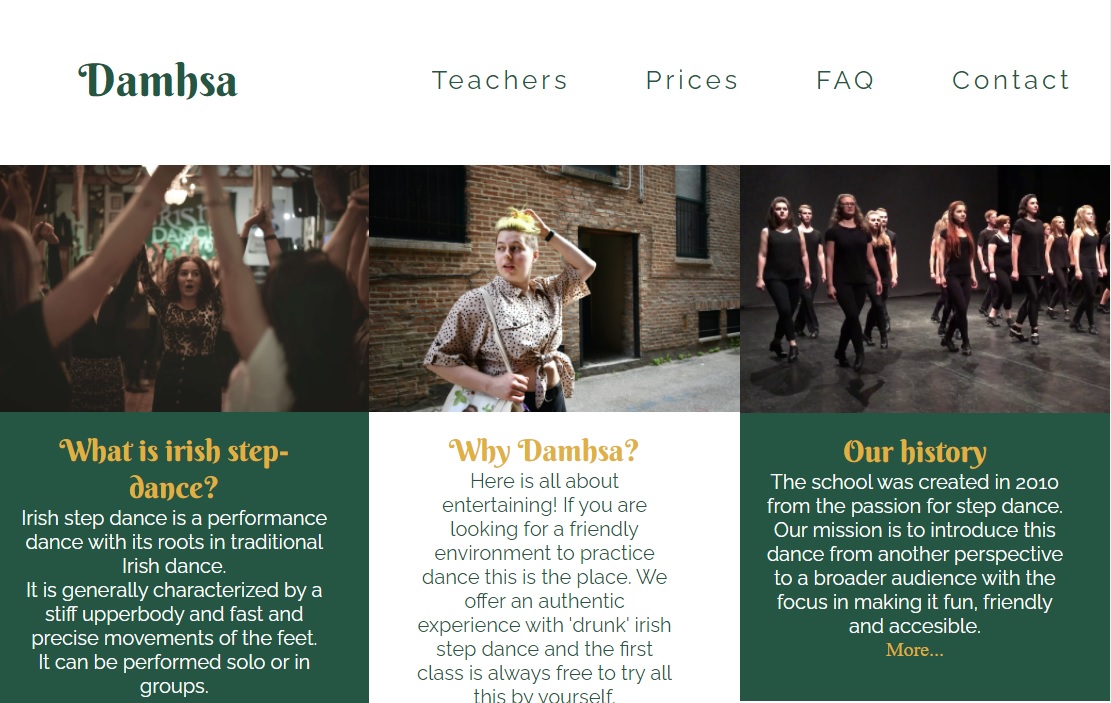 Damhsa
Teachers
Prices
FAQ
Contact
IRISH
DANCE
What is irish step-
dance?
Irish step dance is a performance
dance with its roots in traditional
Irish dance.
It is generally characterized by a
stiff upperbody and fast and
precise movements of the feet.
It can be performed solo or in
groups.
Why Damhsa?
Here is all about
entertaining! If you are
looking for a friendly
environment to practice
dance this is the place. We
offer an authentic
experience with 'drunk' irish
step dance and the first
class is always free to try all
this by yourself.
Our history
The school was created in 2010
from the passion for step dance.
Our mission is to introduce this
dance from another perspective
to a broader audience with the
focus in making it fun, friendly
and accesible.
More...